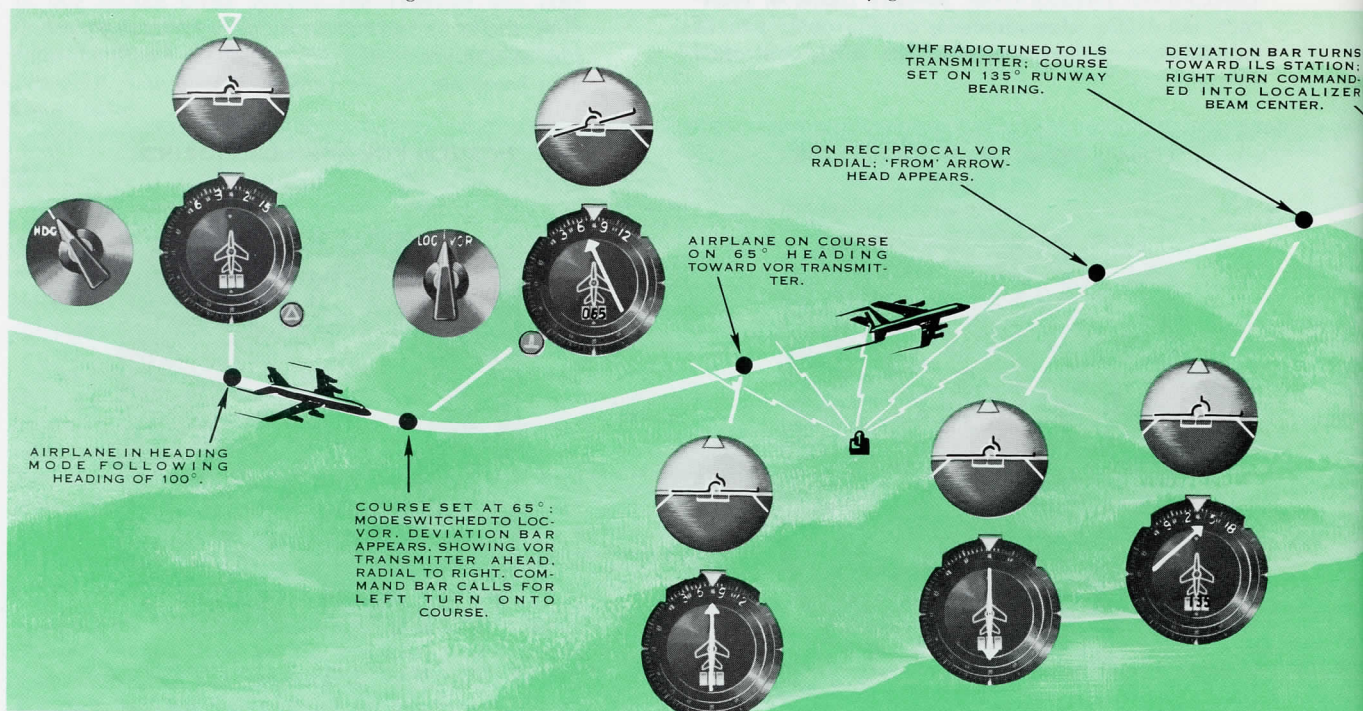 VHF RADIO TUNED TO ILS
TRANSMITTER; COURSE
SET ON 135° RUNWAY
BEARING.
DEVIATION BAR TURNS
TOWARD ILS STATION;
RIGHT TURN COMMAND-
ED INTO LOCALIZER
BEAM CENTER.
ON RECIPROCAL VOR
RADIAL; 'FROM' ARROW-
HEAD APPEARS.
HDG
LOC VOR
065
AIRPLANE ON COURSE
ON 65° HEADING
TOWARD VOR TRANSMIT-
TER.
AIRPLANE IN HEADING
MODE FOLLOWING
HEADING OF 100°.
COURSE SET AT 65°;
MODE SWITCHED TO LOC-
VOR. DEVIATION BAR
APPEARS, SHOWING VOR
TRANSMITTER AHEAD,
RADIAL TO RIGHT. COM-
MAND BAR CALLS FOR
LEFT TURN ONTO
COURSE.